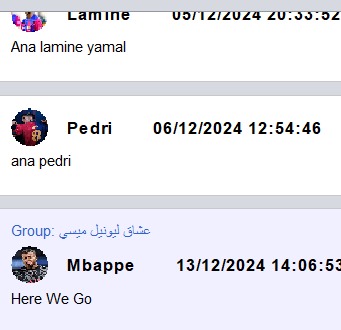 Lamine 05/12/2024 20:33:52
Ana lamine yamal
Pedri 06/12/2024 12:54:46
ana pedri
Group: عشاق ليونيل ميسي
Mbappe 13/12/2024 14:06:53
Here We Go